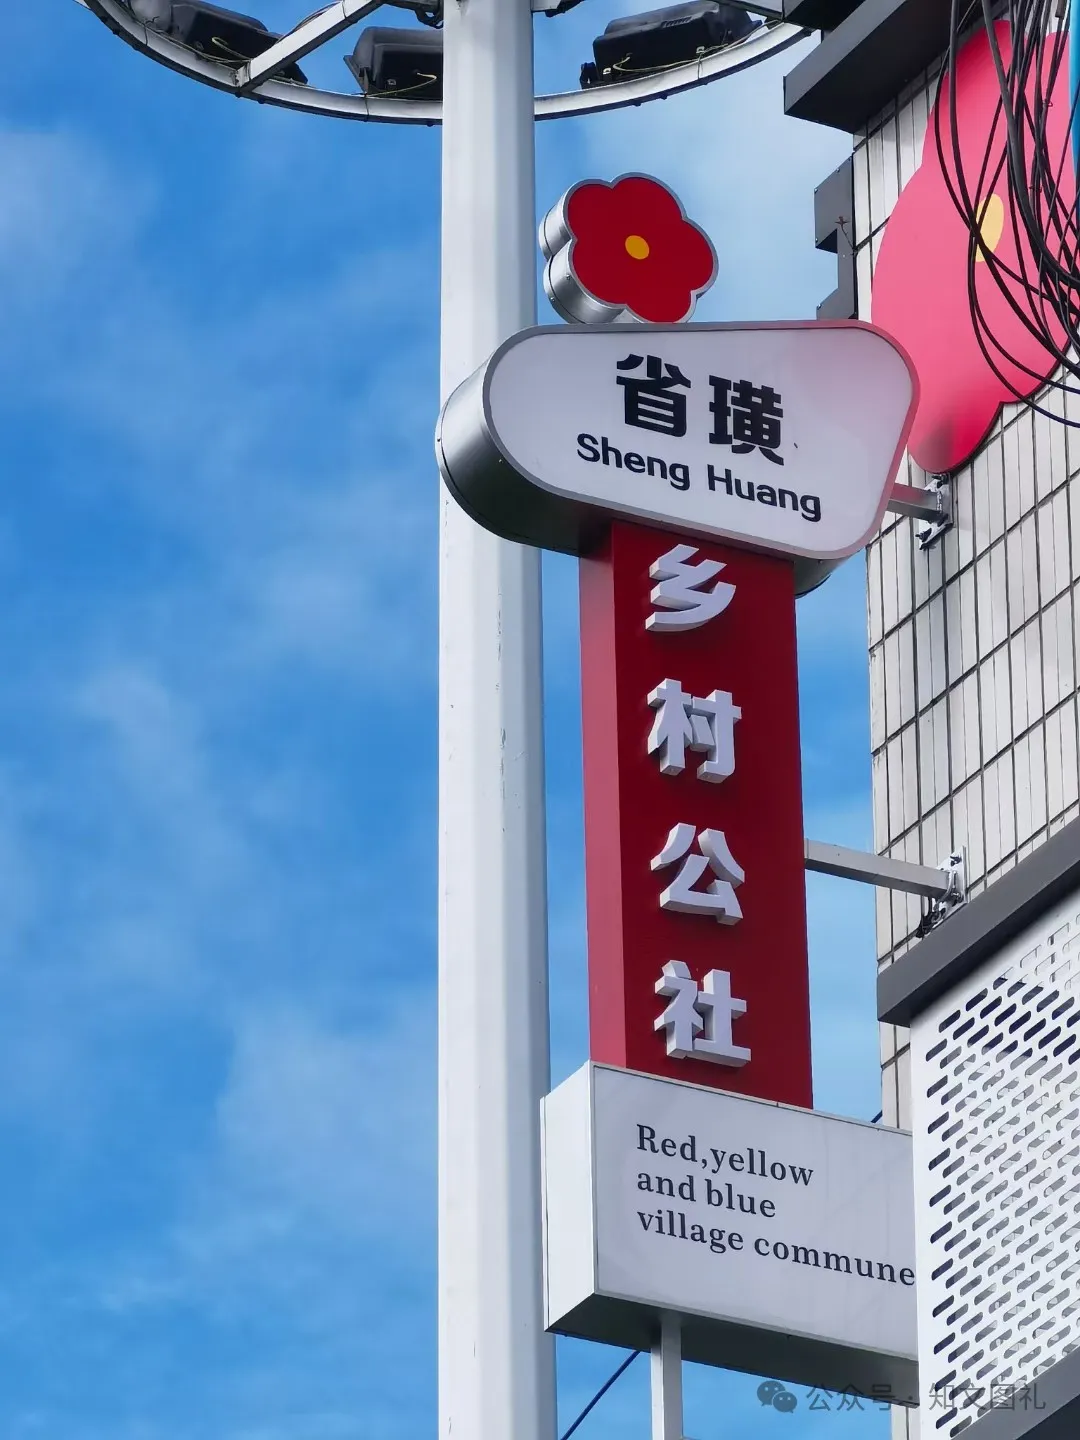 省璜
Sheng Huang
乡村公社
Red,yellow
and blue
village commune
公众号·知文图礼